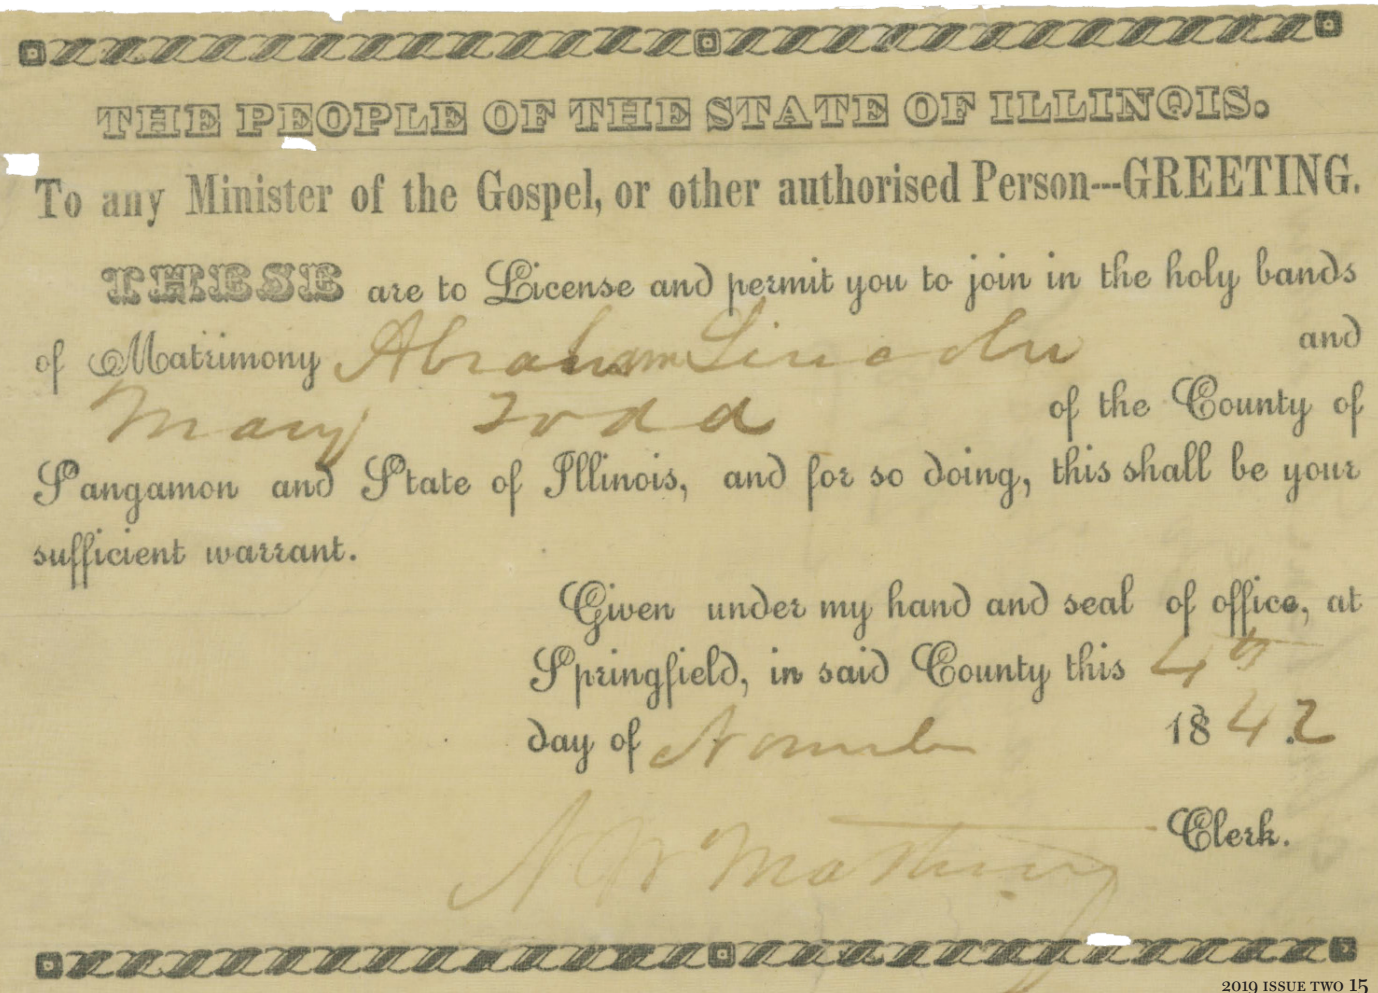 THE PEOPLE OF THE STATE OF ILLINOIS.
To any Minister of the Gospel, or other authorised Person---GREETING.
THESE are to License and permit you to join in the holy bands
of Matrimony Abraham Lincoln and
Mary Todd of the County of
Sangamon and State of Illinois, and for so doing, this shall be your
sufficient warrant.
Given under my hand and seal of office, at
Springfield, in said County this 4th
day of November 1842
N W Matheny Clerk.
2019 ISSUE TWO 15